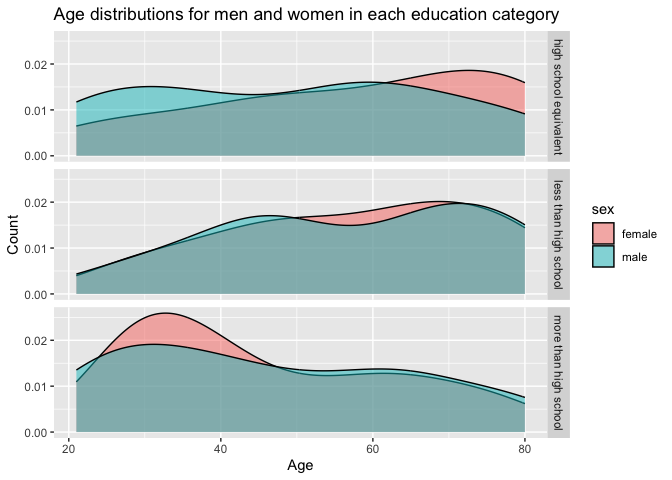 Age distributions for men and women in each education category
0.02
0.01
0.00
high school equivalent
0.02
0.01
0.00
less than high school
0.02
0.01
0.00
more than high school
20 40 60 80
Age
Count
sex
female
male